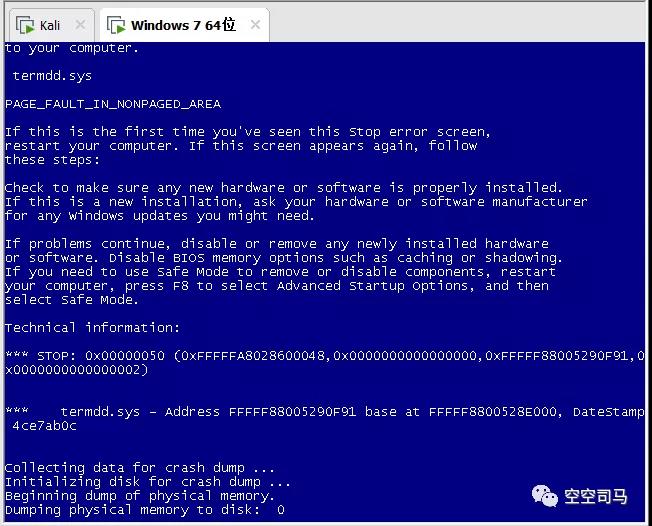 Kali
Windows 7 64位
to your computer.
termdd.sys
PAGE_FAULT_IN_NONPAGED_AREA
If this is the first time you've seen this Stop error screen,
restart your computer. If this screen appears again, follow
these steps:
Check to make sure any new hardware or software is properly installed.
If this is a new installation, ask your hardware or software manufacturer
for any Windows updates you might need.
If problems continue, disable or remove any newly installed hardware
or software. Disable BIOS memory options such as caching or shadowing.
If you need to use Safe Mode to remove or disable components, restart
your computer, press F8 to select Advanced Startup Options, and then
select Safe Mode.
Technical information:
*** STOP: 0x00000050 (0xFFFFFA8028600048,0x0000000000000000,0xFFFFF88005290F91,0
x0000000000000002)
***    termdd.sys - Address FFFFF88005290F91 base at FFFFF8800528E000, DateStamp
4ce7ab0c
Collecting data for crash dump ...
Initializing disk for crash dump ...
Beginning dump of physical memory.
Dumping physical memory to disk:  0
空空司马